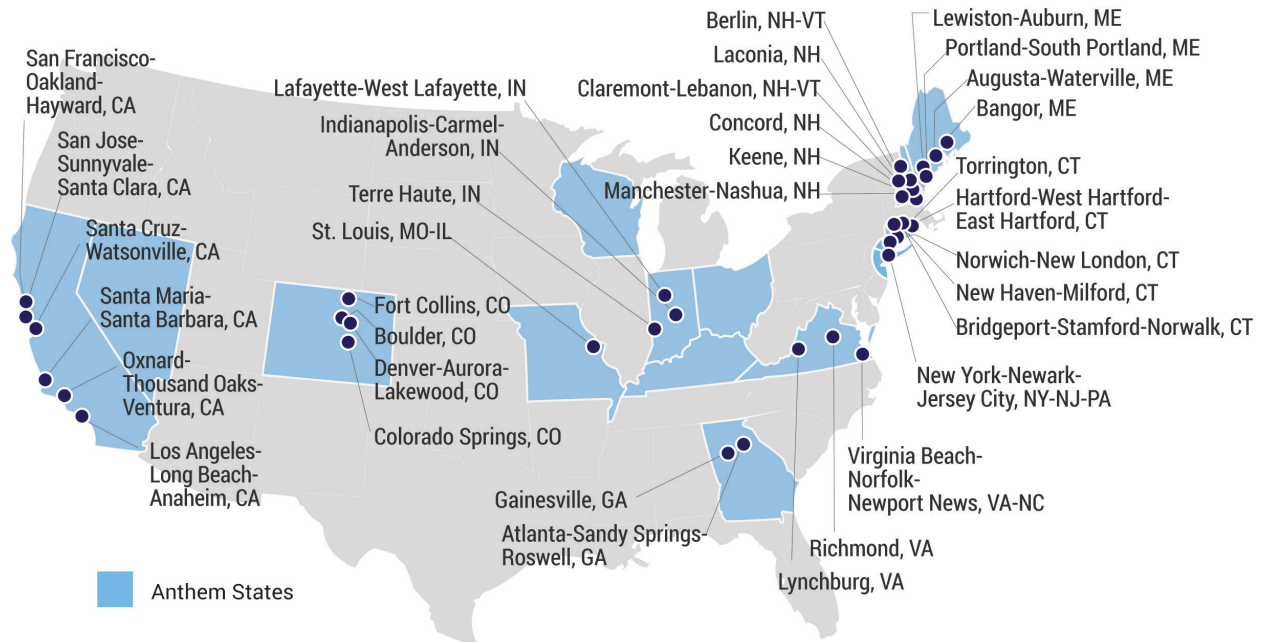 San Francisco-
Oakland-
Hayward, CA
San Jose-
Sunnyvale-
Santa Clara, CA
Santa Cruz-
Watsonville, CA
Santa Maria-
Santa Barbara, CA
Oxnard-
Thousand Oaks-
Ventura, CA
Los Angeles-
Long Beach-
Anaheim, CA
Lafayette-West Lafayette, IN
Indianapolis-Carmel-
Anderson, IN
Terre Haute, IN
St. Louis, MO-IL
Fort Collins, CO
Boulder, CO
Denver-Aurora-
Lakewood, CO
Colorado Springs, CO
Gainesville, GA
Atlanta-Sandy Springs-
Roswell, GA
Berlin, NH-VT
Laconia, NH
Claremont-Lebanon, NH-VT
Concord, NH
Keene, NH
Manchester-Nashua, NH
Lewiston-Auburn, ME
Portland-South Portland, ME
Augusta-Waterville, ME
Bangor, ME
Torrington, CT
Hartford-West Hartford-
East Hartford, CT
Norwich-New London, CT
New Haven-Milford, CT
Bridgeport-Stamford-Norwalk, CT
New York-Newark-
Jersey City, NY-NJ-PA
Virginia Beach-
Norfolk-
Newport News, VA-NC
Richmond, VA
Lynchburg, VA
Anthem States